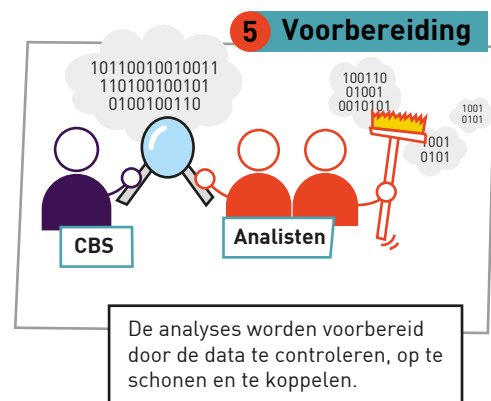 5 Voorbereiding
10110010010011
110100100101
0100100110
100110
01001
0010101
1001
0101
1001
0101
CBS
Analisten
De analyses worden voorbereid
door de data te controleren, op te
schonen en te koppelen.